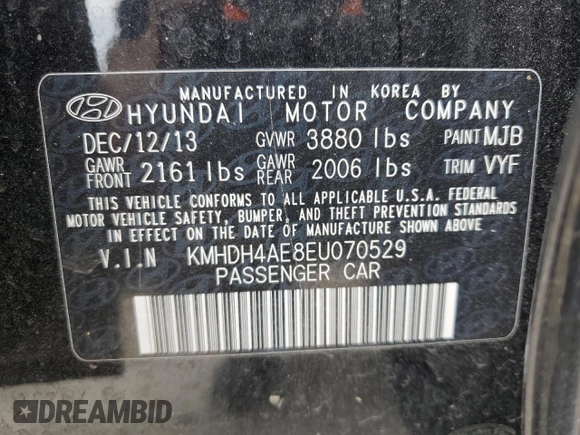 MANUFACTURED IN KOREA BY
HYUNDAI MOTOR COMPANY
DEC/12/13 GVWR 3880 lbs PAINT MJB
GAWR FRONT 2161 lbs GAWR REAR 2006 lbs TRIM VYF
THIS VEHICLE CONFORMS TO ALL APPLICABLE U.S.A. FEDERAL
MOTOR VEHICLE SAFETY, BUMPER, AND THEFT PREVENTION STANDARDS
IN EFFECT ON THE DATE OF MANUFACTURE SHOWN ABOVE.
V.I.N KMHDH4AE8EU070529
PASSENGER CAR
DREAMBID